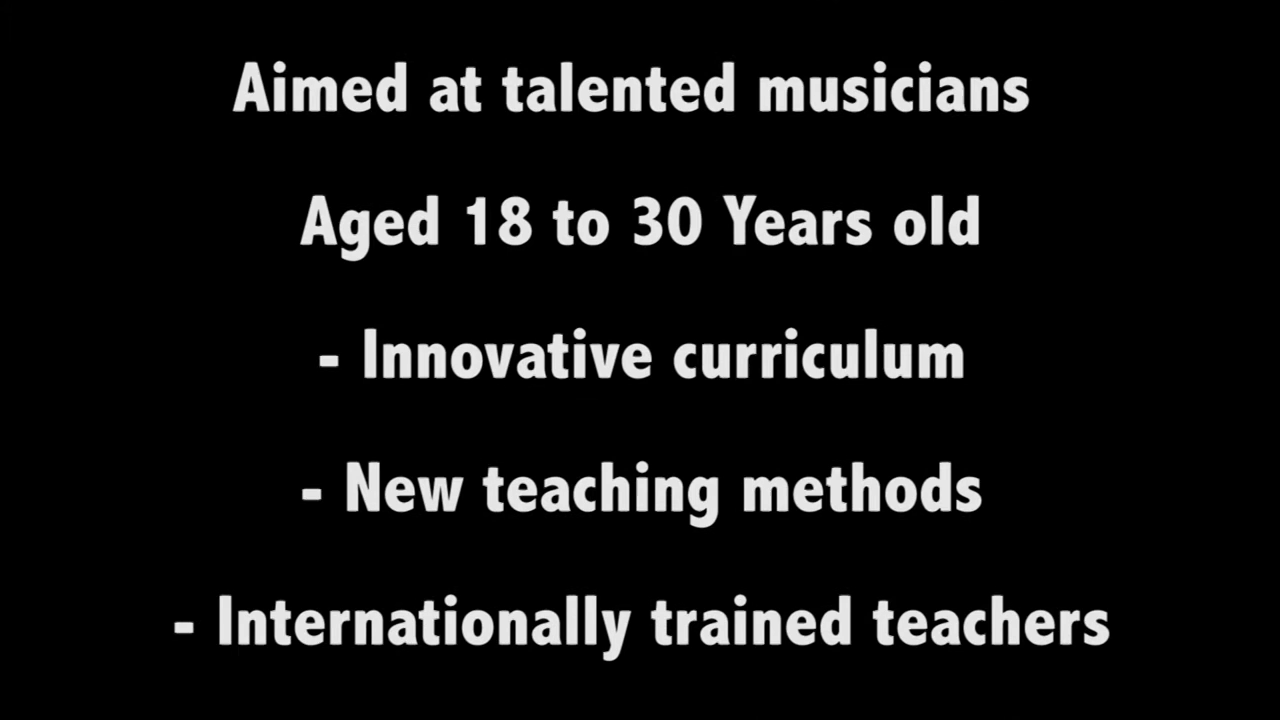 Aimed at talented musicians
Aged 18 to 30 Years old
- Innovative curriculum
- New teaching methods
- Internationally trained teachers